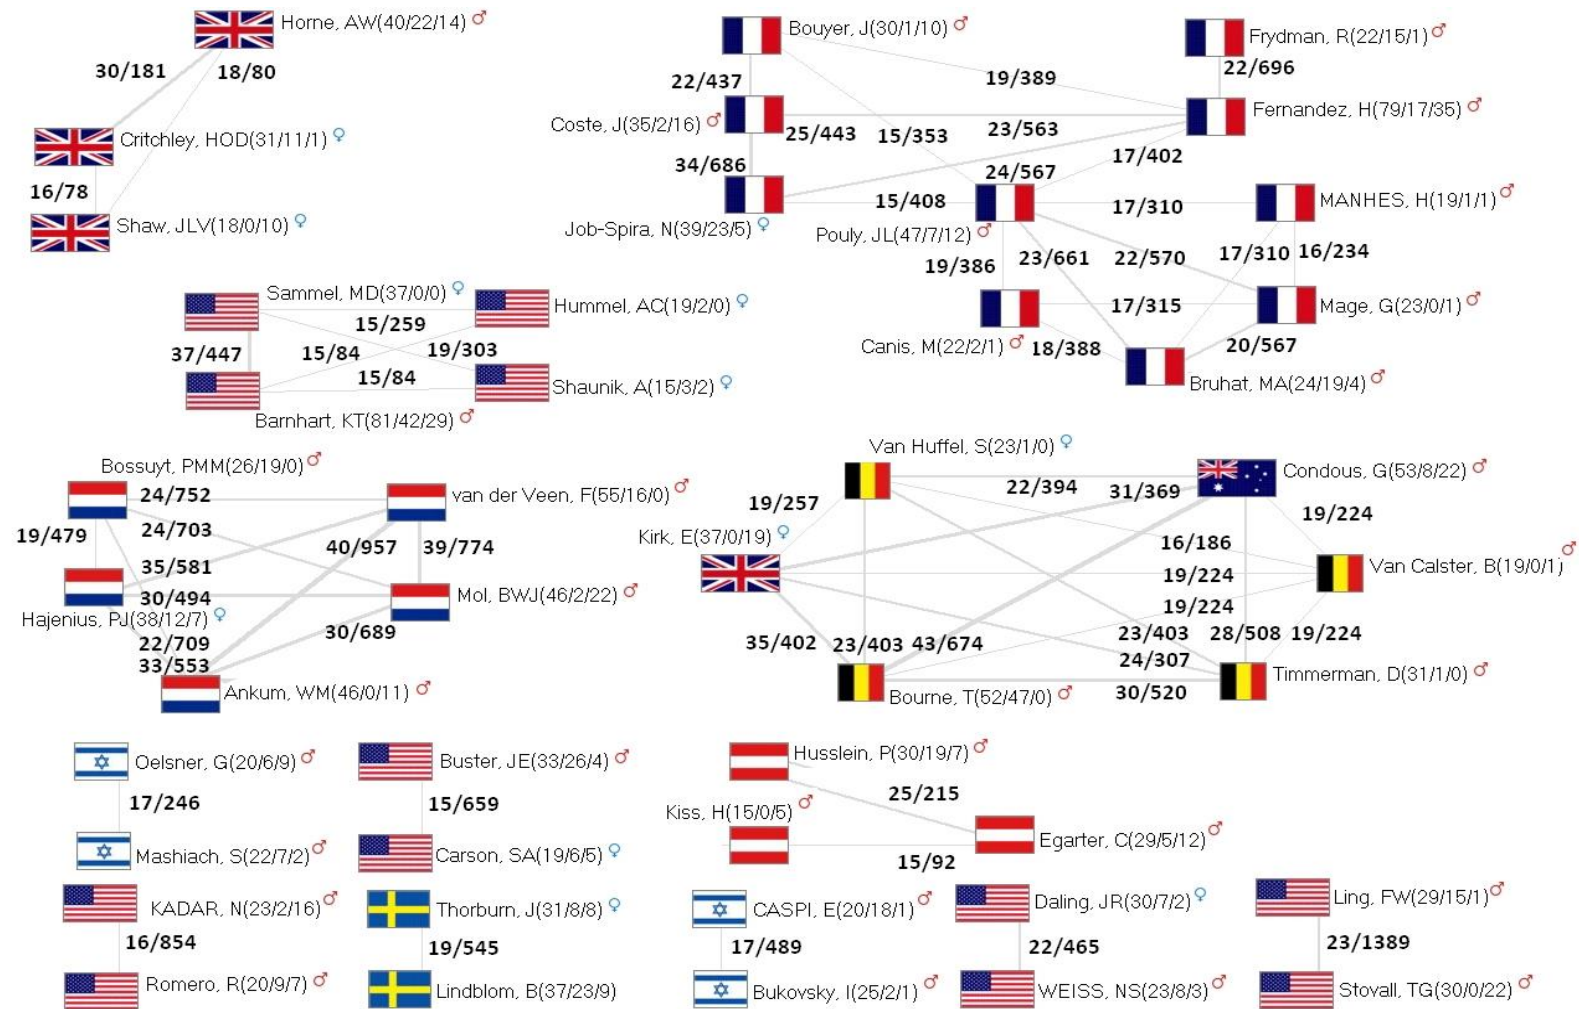 Horne, AW(40/22/14)
30/181
18/80
Critchley, HOD(31/11/1)
16/78
Shaw, JLV(18/0/10)
Bouyer, J(30/1/10)
Frydman, R(22/15/1)
22/696
22/437
19/389
Coste, J(35/2/16)
25/443
15/353
23/563
Fernandez, H(79/17/35)
34/686
17/402
24/567
15/408
17/310
MANHES, H(19/1/1)
Job-Spira, N(39/23/5)
Pouly, JL(47/7/12)
19/386
23/661
22/570
17/310
16/234
17/315
Mage, G(23/0/1)
Canis, M(22/2/1)
18/388
20/567
Bruhat, MA(24/19/4)
Sammel, MD(37/0/0)
Hummel, AC(19/2/0)
15/259
37/447
15/84
19/303
15/84
Shaunik, A(15/3/2)
Barnhart, KT(81/42/29)
Bossuyt, PMM(26/19/0)
24/752
van der Veen, F(55/16/0)
19/479
24/703
40/957
39/774
35/581
30/494
Mol, BWJ(46/2/22)
Hajenius, PJ(38/12/7)
22/709
30/689
33/553
Ankum, WM(46/0/11)
Van Huffel, S(23/1/0)
Condous, G(53/8/22)
22/394
31/369
19/257
19/224
Kirk, E(37/0/19)
16/186
19/224
Van Calster, B(19/0/1)
19/224
35/402
23/403
43/674
23/403
28/508
19/224
24/307
30/520
Timmerman, D(31/1/0)
Bourne, T(52/47/0)
Oelsner, G(20/6/9)
17/246
Mashiach, S(22/7/2)
Buster, JE(33/26/4)
15/659
Carson, SA(19/6/5)
Husslein, P(30/19/7)
25/215
Kiss, H(15/0/5)
Egarter, C(29/5/12)
15/92
KADAR, N(23/2/16)
16/854
Romero, R(20/9/7)
Thorburn, J(31/8/8)
19/545
Lindblom, B(37/23/9)
CASPI, E(20/18/1)
17/489
Bukovsky, I(25/2/1)
Daling, JR(30/7/2)
22/465
WEISS, NS(23/8/3)
Ling, FW(29/15/1)
23/1389
Stovall, TG(30/0/22)